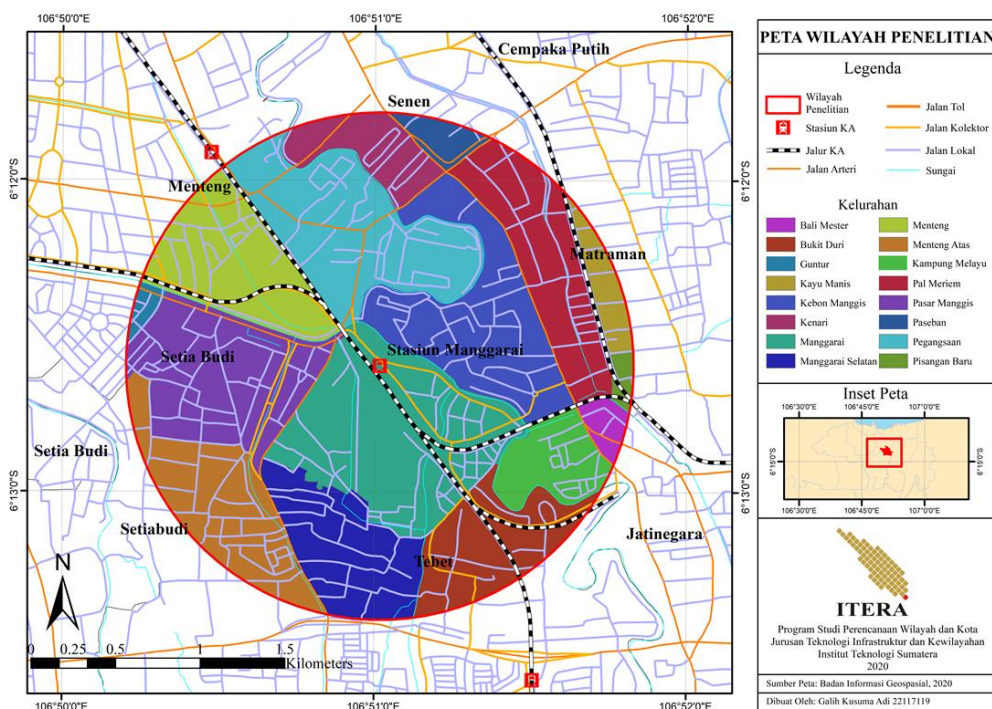 106°50'0"E
106°51'0"E
106°52'0"E
6°12'0"S
6°13'0"S
Cempaka Putih
Senen
Menteng
Matraman
Setia Budi
Stasiun Manggarai
Setia Budi
Setiabudi
Tebet
Jatinegara
6°12'0"S
6°13'0"S
N
0 0.25 0.5 1 1.5
Kilometers
106°50'0"E
106°51'0"E
106°52'0"E
PETA WILAYAH PENELITIAN
Legenda
Wilayah
Penelitian
Stasiun KA
Jalur KA
Jalan Arteri
Jalan Tol
Jalan Kolektor
Jalan Lokal
Sungai
Kelurahan
Bali Mester
Bukit Duri
Guntur
Kayu Manis
Kebon Manggis
Kenari
Manggarai
Manggarai Selatan
Menteng
Menteng Atas
Kampung Melayu
Pal Meriem
Pasar Manggis
Paseban
Pegangsaan
Pisangan Baru
Inset Peta
106°30'0"E 106°45'0"E 107°0'0"E
6°15'0"S
6°15'0"S
106°30'0"E 106°45'0"E 107°0'0"E
ITERA
Program Studi Perencanaan Wilayah dan Kota
Jurusan Teknologi Infrastruktur dan Kewilayahan
Institut Teknologi Sumatera
2020
Sumber Peta: Badan Informasi Geospasial, 2020
Dibuat Oleh: Galih Kusuma Adi 22117119